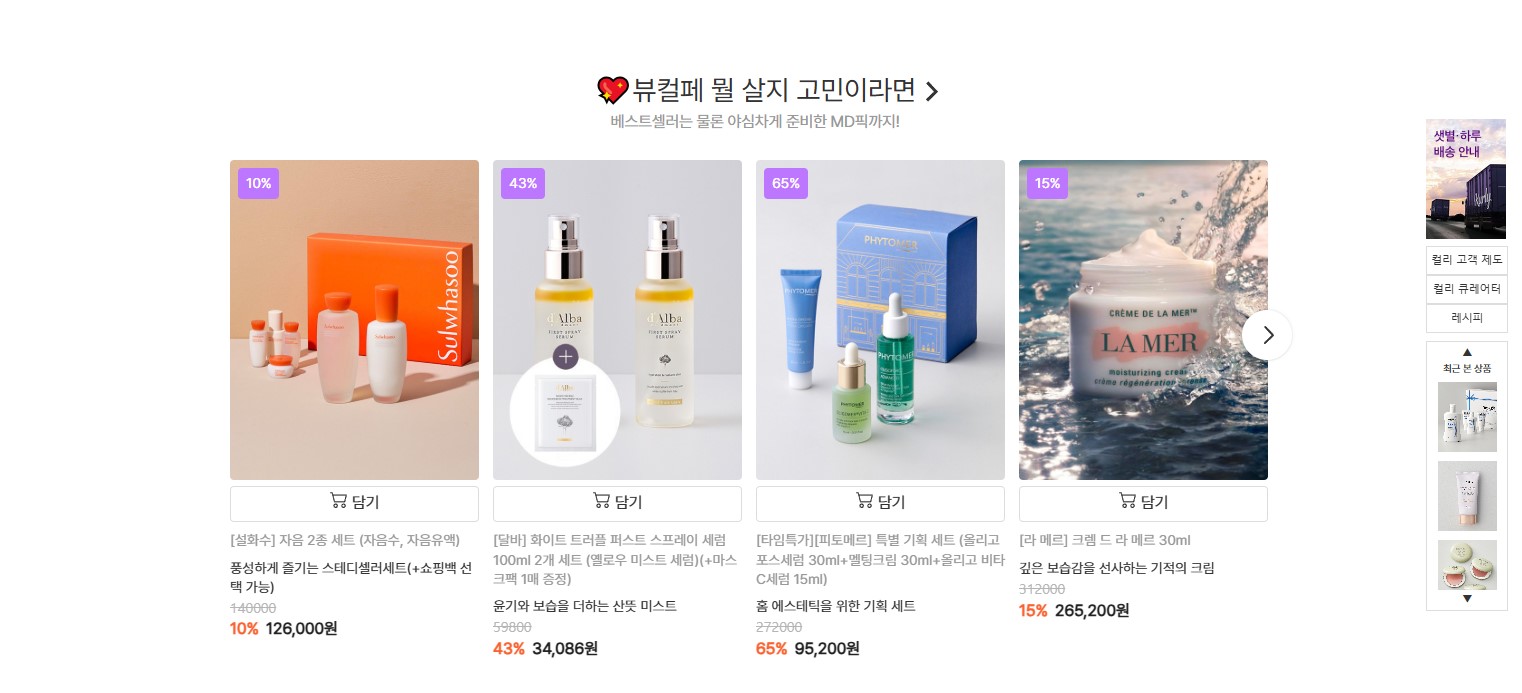 뷰컬페 뭘 살지 고민이라면
베스트셀러는 물론 야심차게 준비한 MD픽까지!
샛별·하루
배송 안내
Kurly
컬리 고객 제도
컬리 큐레이터
레시피
▲
최근 본 상품
▼
10%
Sulwhasoo
담기
[설화수] 자음 2종 세트 (자음수, 자음유액)
풍성하게 즐기는 스테디셀러세트(+쇼핑백 선
택 가능)
140000
10% 126,000원
43%
d'Alba
FIRST SPRAY
SERUM
d'Alba
FIRST SPRAY
SERUM
d'Alba
담기
[달바] 화이트 트러플 퍼스트 스프레이 세럼
100ml 2개 세트 (옐로우 미스트 세럼)(+마스
크팩 1매 증정)
윤기와 보습을 더하는 산뜻 미스트
59800
43% 34,086원
65%
PHYTOMER
PHYTOMER
PHYTOMER
PHYTOMER
담기
[타임특가][피토메르] 특별 기획 세트 (올리고
포스세럼 30ml+멜팅크림 30ml+올리고 비타
C세럼 15ml)
홈 에스테틱을 위한 기획 세트
272000
65% 95,200원
15%
CRÈME DE LA MER™
LA MER
moisturizing cream
crème régénération
담기
[라 메르] 크렘 드 라 메르 30ml
깊은 보습감을 선사하는 기적의 크림
312000
15% 265,200원